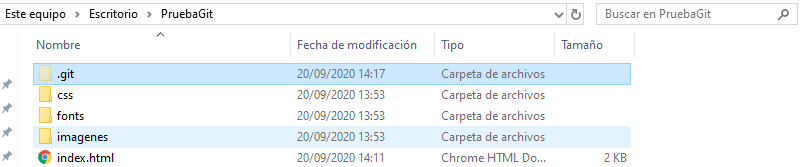 Este equipo > Escritorio > PruebaGit Buscar en PruebaGit
Nombre Fecha de modificación Tipo Tamaño
.git 20/09/2020 14:17 Carpeta de archivos
css 20/09/2020 13:53 Carpeta de archivos
fonts 20/09/2020 13:53 Carpeta de archivos
imagenes 20/09/2020 13:53 Carpeta de archivos
index.html 20/09/2020 14:11 Chrome HTML Do... 2 KB